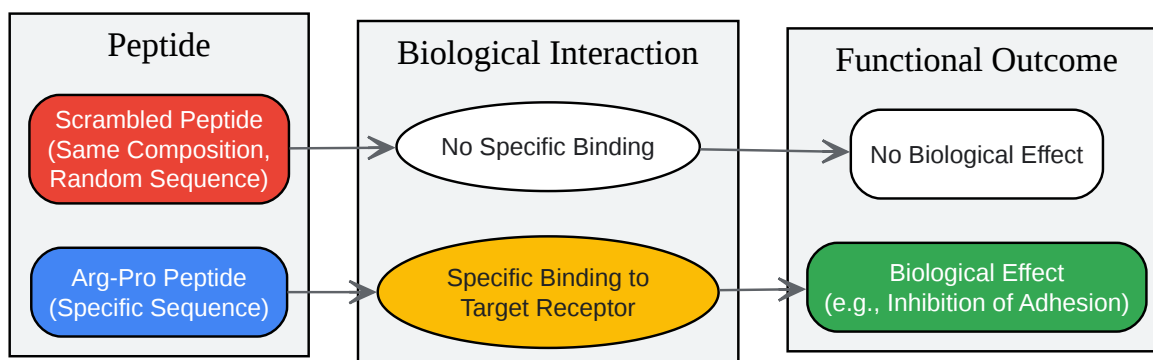 Peptide
Scrambled Peptide
(Same Composition,
Random Sequence)
Arg-Pro Peptide
(Specific Sequence)
Biological Interaction
No Specific Binding
Specific Binding to
Target Receptor
Functional Outcome
No Biological Effect
Biological Effect
(e.g., Inhibition of Adhesion)